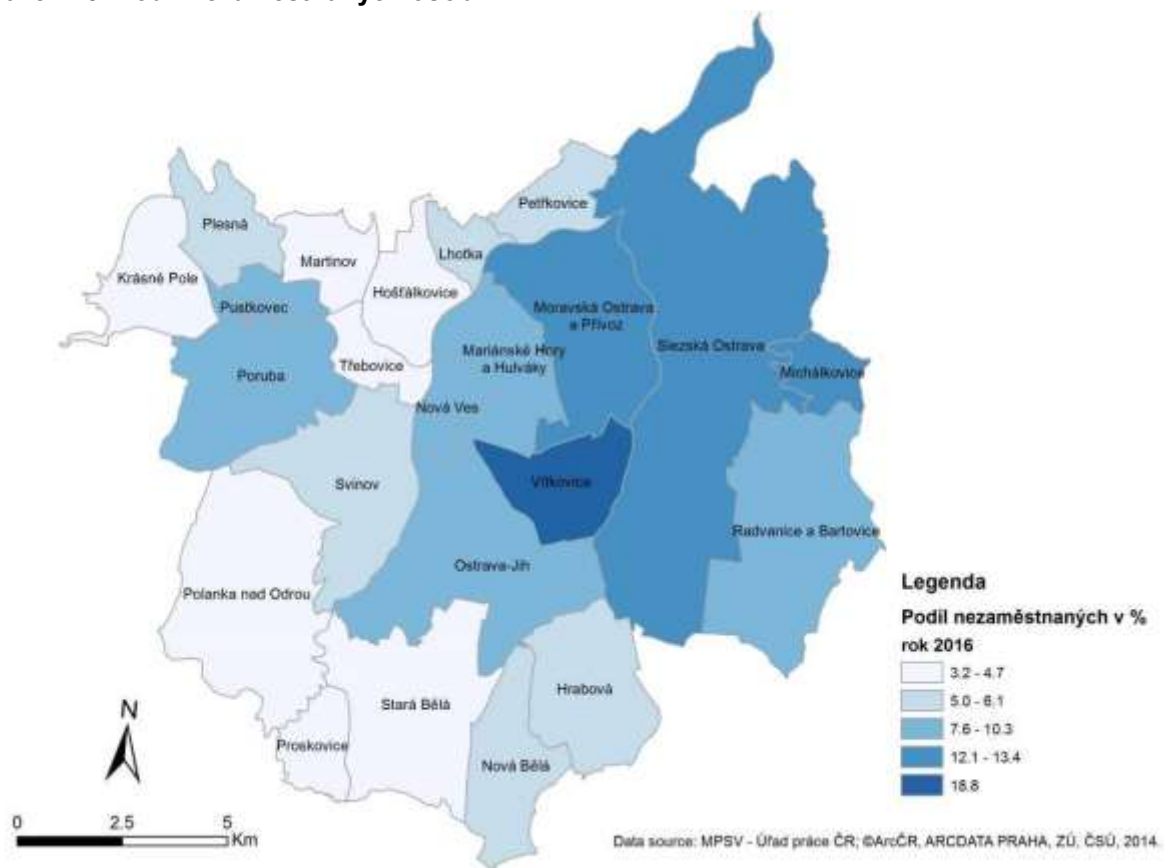 Petřkovice
Plesná
Martinov
Lhotka
Krásné Pole
Hošťálkovice
Pustkovec
Moravská Ostrava
a Přívoz
Slezská Ostrava
Mariánské Hory
a Hulváky
Třebovice
Michálkovice
Poruba
Nová Ves
Svinov
Vítkovice
Radvanice a Bartovice
Ostrava-Jih
Polanka nad Odrou
Hrabová
Stará Bělá
Proskovice
Nová Bělá
N
0 2.5 5
Km
Legenda
Podíl nezaměstnaných v %
rok 2016
3.2 - 4.7
5.0 - 6.1
7.6 - 10.3
12.1 - 13.4
18.8
Data source: MPSV - Úřad práce ČR; ©ArcČR, ARCDATA PRAHA, ZÚ, ČSÚ, 2014.